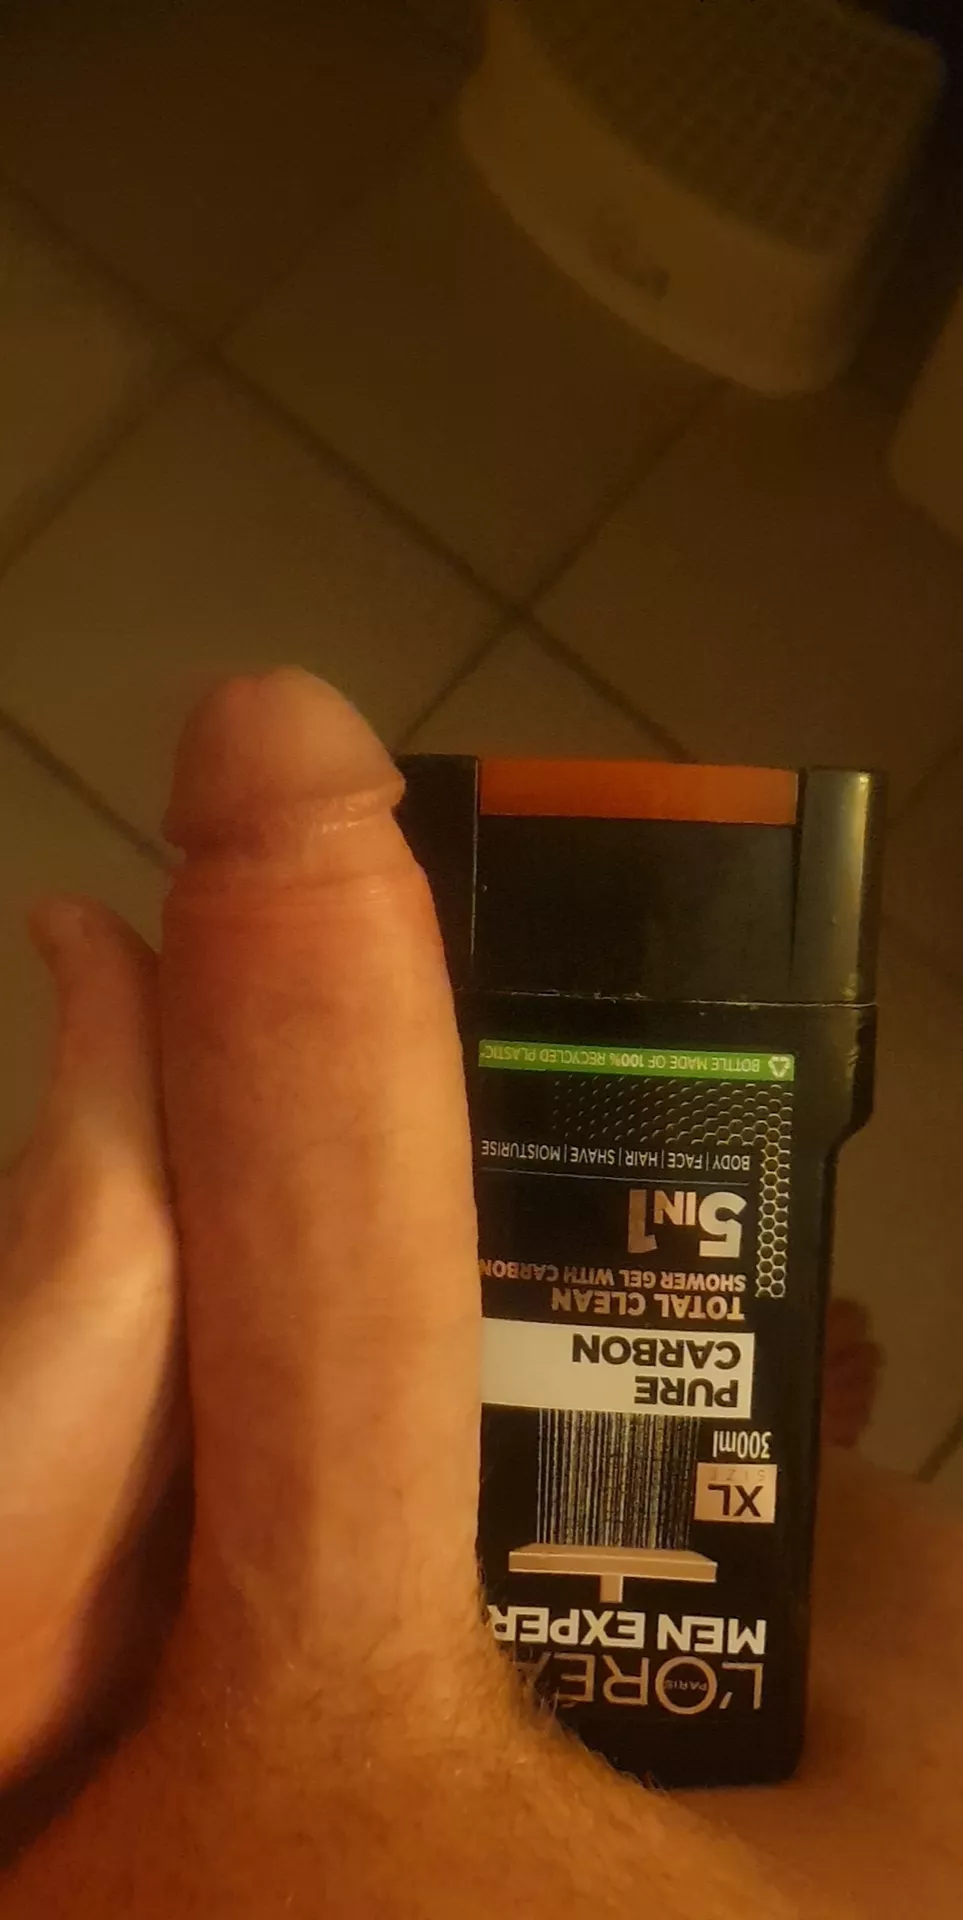 L'ORÉA
PARIS
MEN EXPER
XL
SIZE
300ml
PURE
CARBON
TOTAL CLEAN
SHOWER GEL WITH CARBON
5IN1
BODY | FACE | HAIR | SHAVE | MOISTURISE
BOTTLE MADE OF 100% RECYCLED PLASTIC